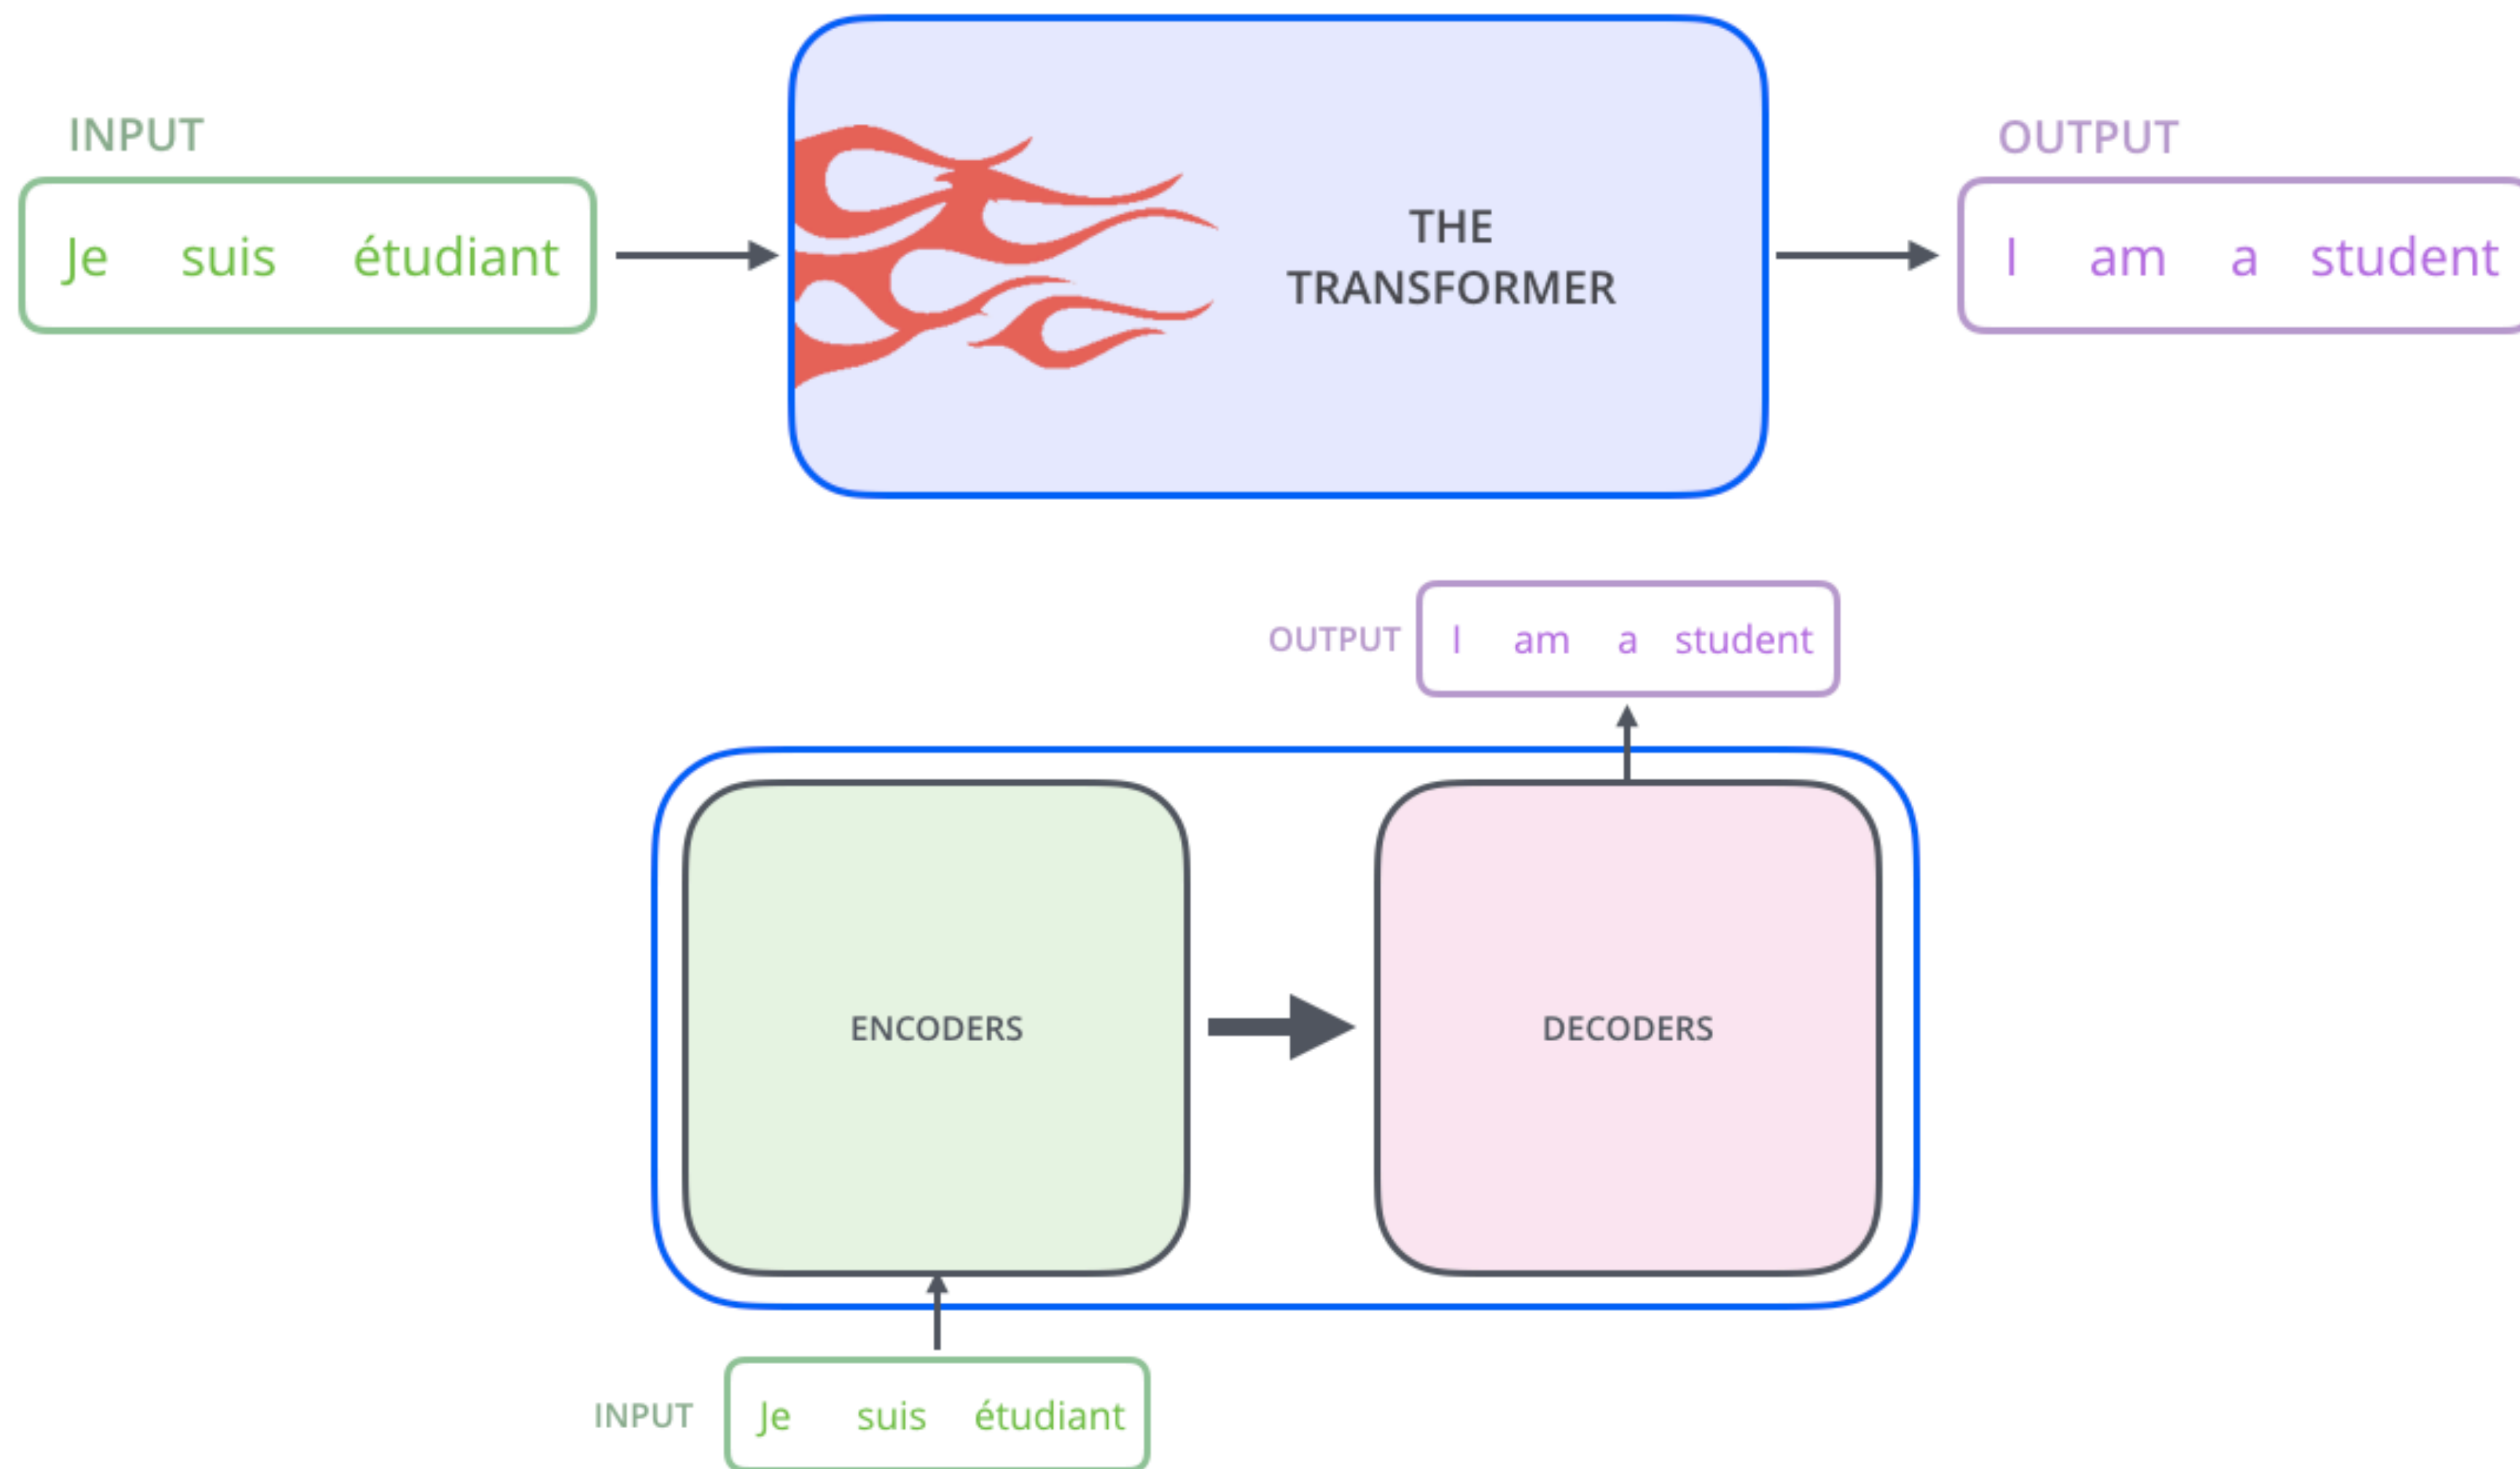 INPUT
Je suis étudiant
THE
TRANSFORMER
OUTPUT
I am a student
OUTPUT
I am a student
ENCODERS
DECODERS
INPUT
Je suis étudiant